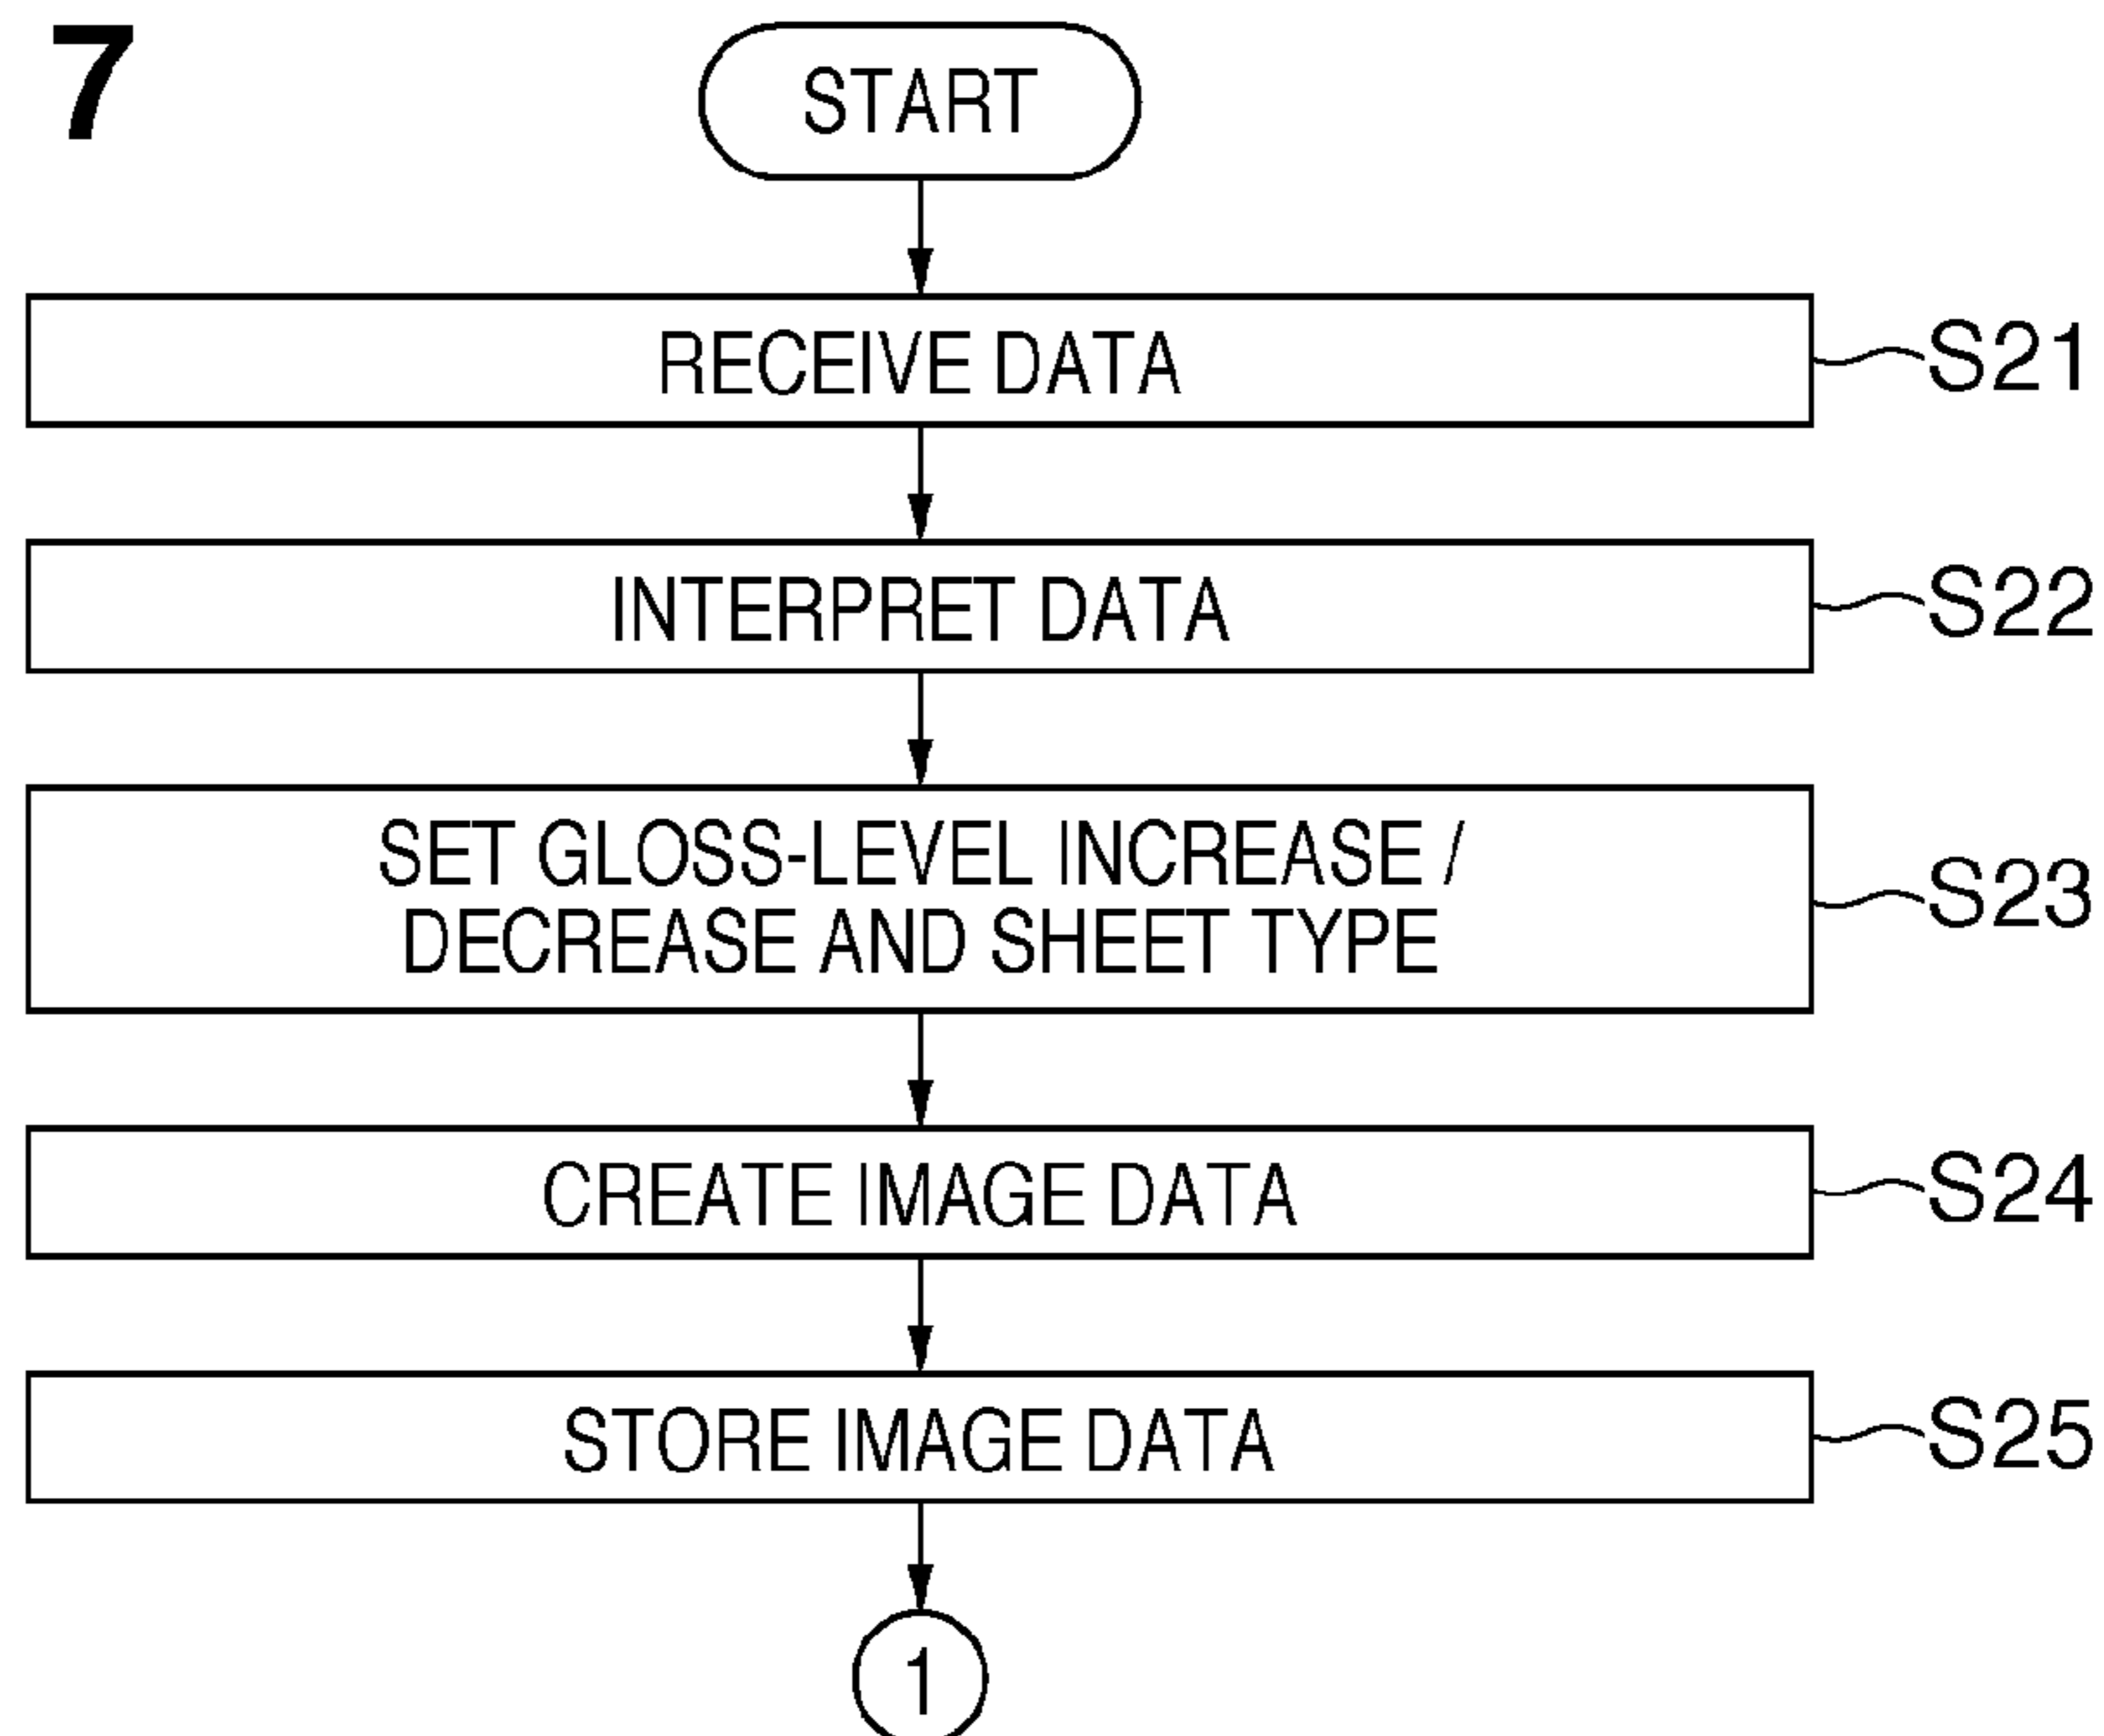 7
START
RECEIVE DATA
S21
INTERPRET DATA
S22
SET GLOSS-LEVEL INCREASE /
DECREASE AND SHEET TYPE
S23
CREATE IMAGE DATA
S24
STORE IMAGE DATA
S25
1